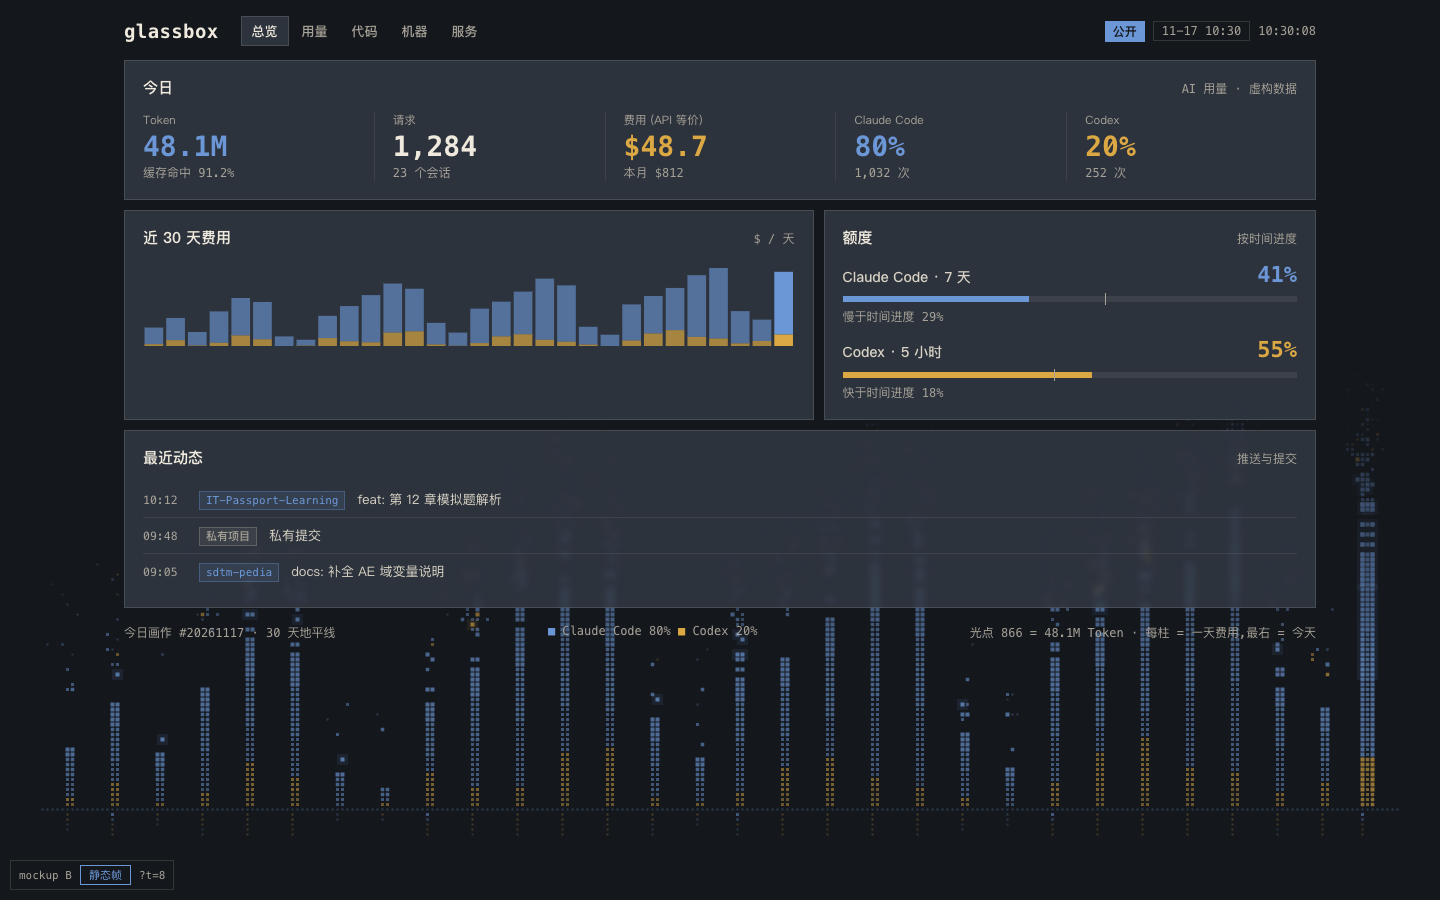 glassbox 总览 用量 代码 机器 服务 公开 11-17 10:30 10:30:08
今日 AI 用量 · 虚构数据
Token 请求 费用 (API 等价) Claude Code Codex
48.1M 1,284 $48.7 80% 20%
缓存命中 91.2% 23 个会话 本月 $812 1,032 次 252 次
近 30 天费用 $ / 天
额度 按时间进度
Claude Code · 7 天 41%
慢于时间进度 29%
Codex · 5 小时 55%
快于时间进度 18%
最近动态 推送与提交
10:12 IT-Passport-Learning feat: 第 12 章模拟题解析
09:48 私有项目 私有提交
09:05 sdtm-pedia docs: 补全 AE 域变量说明
今日画作 #20261117 · 30 天地平线 Claude Code 80% Codex 20% 光点 866 = 48.1M Token · 每柱 = 一天费用,最右 = 今天
mockup B 静态帧 ?t=8